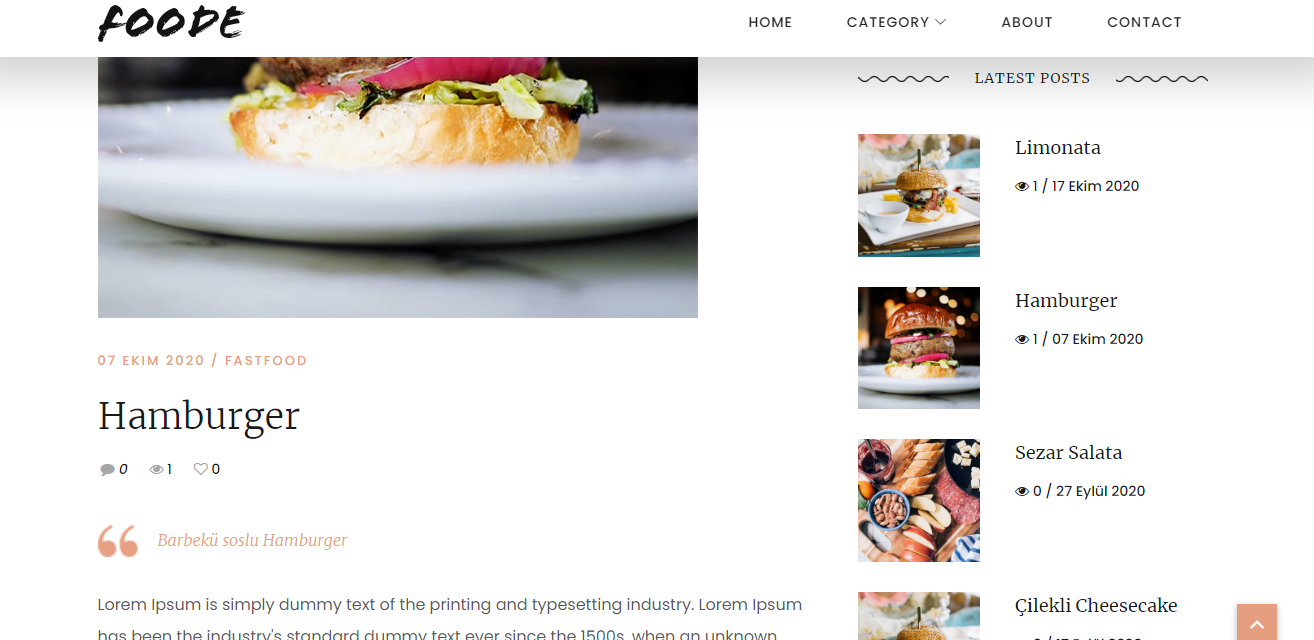 FOODE
HOME CATEGORY ABOUT CONTACT
07 EKIM 2020 / FASTFOOD
Hamburger
0 1 0
Barbekü soslu Hamburger
Lorem Ipsum is simply dummy text of the printing and typesetting industry. Lorem Ipsum
has been the industry's standard dummy text ever since the 1500s, when an unknown
LATEST POSTS
Limonata
1 / 17 Ekim 2020
Hamburger
1 / 07 Ekim 2020
Sezar Salata
0 / 27 Eylül 2020
Çilekli Cheesecake